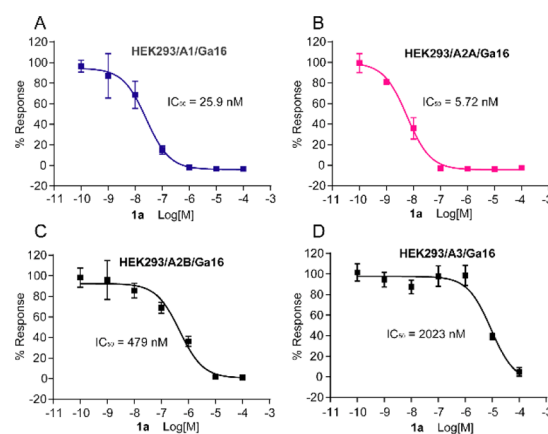 A
HEK293/A1/Ga16
120
100
80
60
40
20
0
-20
% Response
IC₅₀ = 25.9 nM
-11 -10 -9 -8 -7 -6 -5 -4 -3
1a Log[M]
B
HEK293/A2A/Ga16
120
100
80
60
40
20
0
-20
% Response
IC₅₀ = 5.72 nM
-11 -10 -9 -8 -7 -6 -5 -4 -3
1a Log[M]
C
HEK293/A2B/Ga16
120
100
80
60
40
20
0
-20
% Response
IC₅₀ = 479 nM
-11 -10 -9 -8 -7 -6 -5 -4 -3
1a Log[M]
D
HEK293/A3/Ga16
120
100
80
60
40
20
0
-20
% Response
IC₅₀ = 2023 nM
-11 -10 -9 -8 -7 -6 -5 -4 -3
1a Log[M]